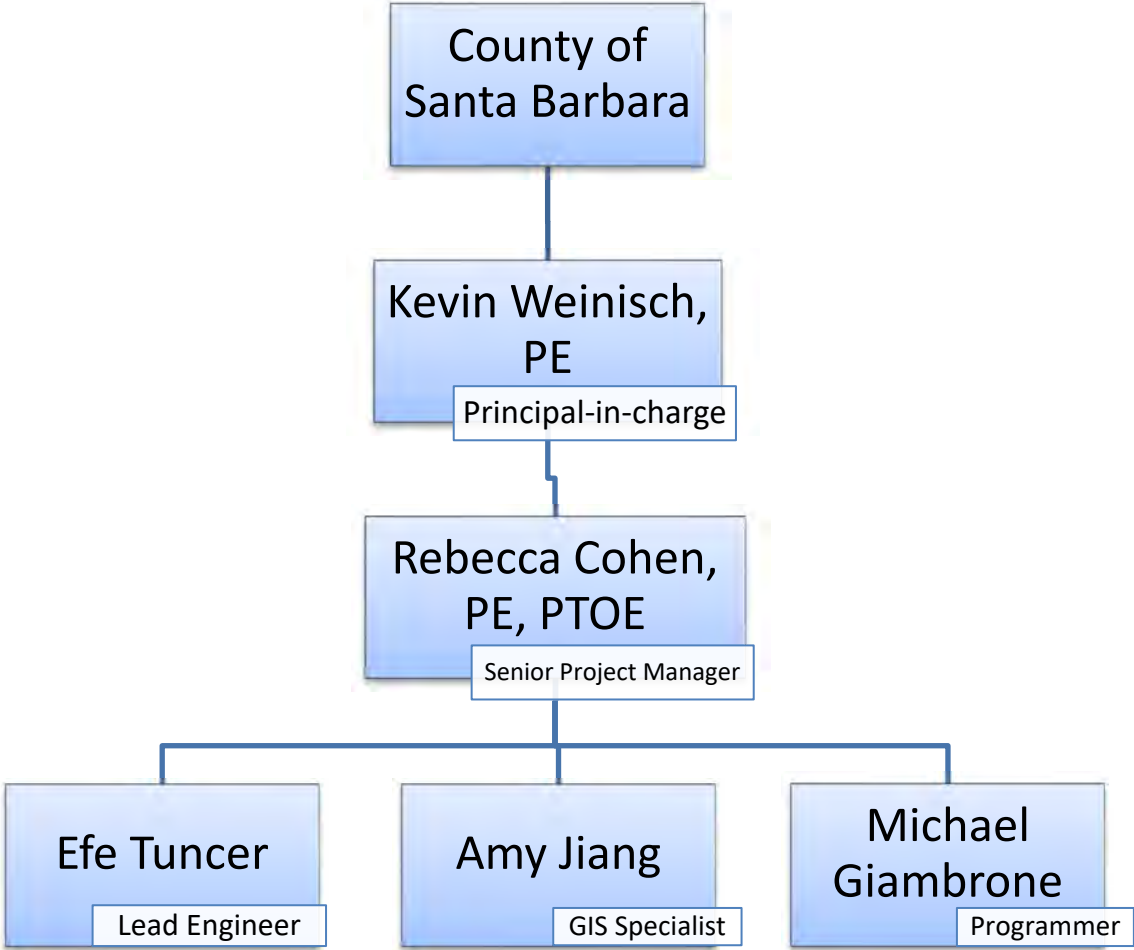 County of
Santa Barbara
Kevin Weinisch,
PE
Principal-in-charge
Rebecca Cohen,
PE, PTOE
Senior Project Manager
Efe Tuncer
Lead Engineer
Amy Jiang
GIS Specialist
Michael
Giambrone
Programmer